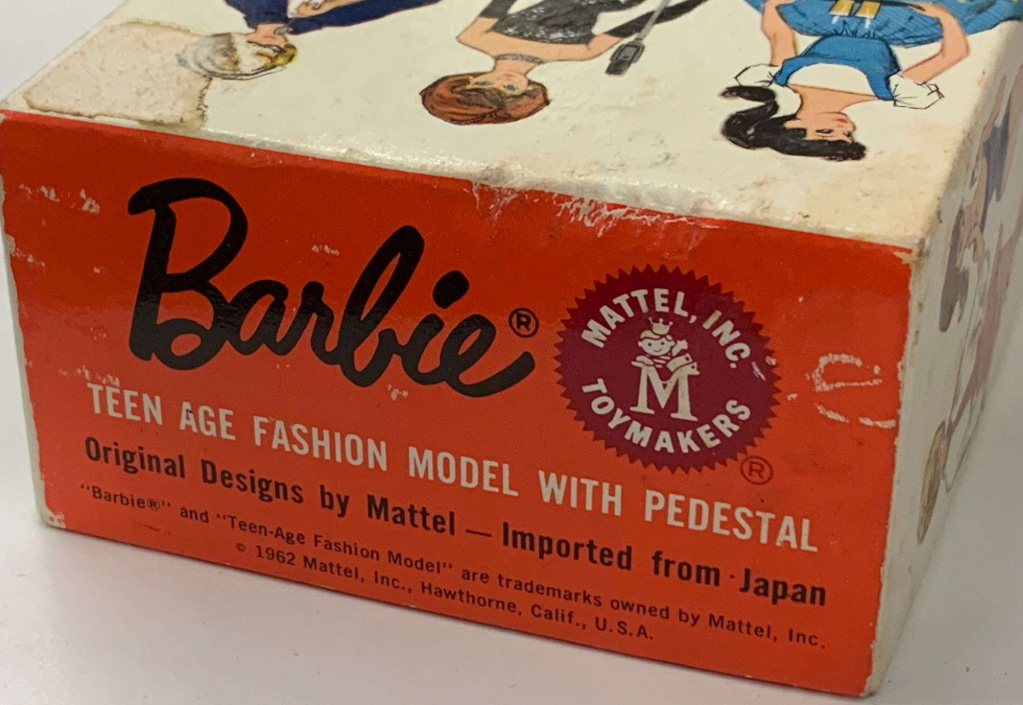 Barbie®
MATTEL, INC.
M
TOYMAKERS
®
TEEN AGE FASHION MODEL WITH PEDESTAL
Original Designs by Mattel — Imported from Japan
"Barbie®" and "Teen-Age Fashion Model" are trademarks owned by Mattel, Inc.
© 1962 Mattel, Inc., Hawthorne, Calif., U.S.A.